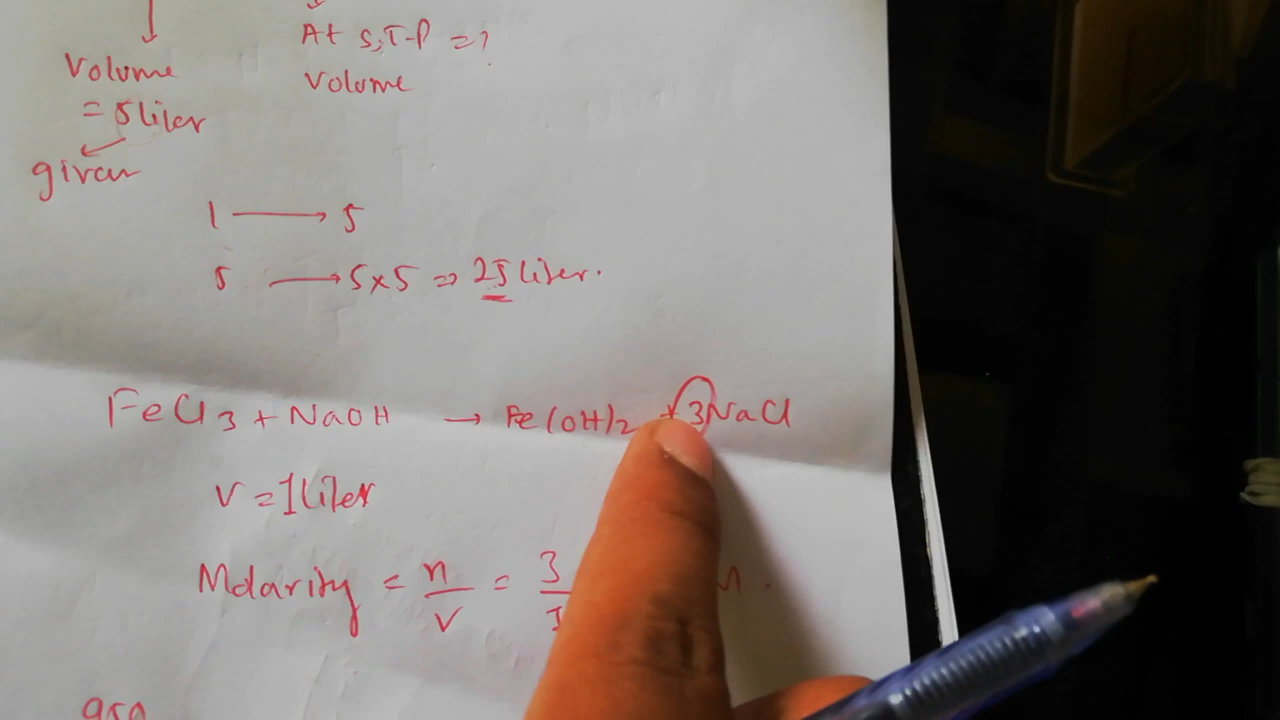 At S,T-P =?
Volume
Volume
= 5 liter
given
1 → 5
5 → 5×5 => 25 liter.
FeCl3 + NaOH → Fe(OH)2 + 3NaCl
V = 1 liter
Molarity = n/V = 3/1